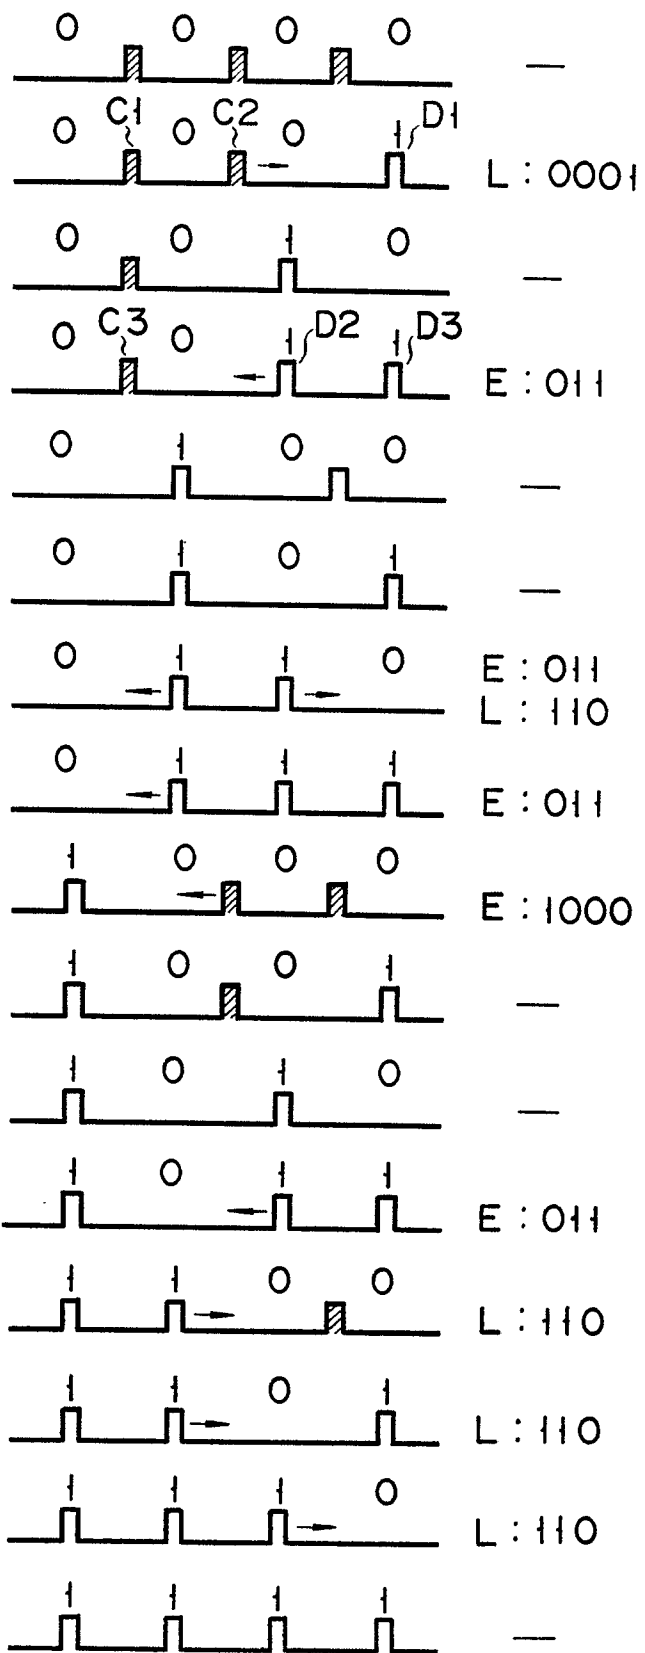 0 0 0 0 —
C1 C2 D1
0 0 0 1 L : 0001
0 0 1 0 —
C3 D2 D3
0 0 1 1 E : 011
0 1 0 0 —
0 1 0 1 —
0 1 1 0 E : 011
L : 110
0 1 1 1 E : 011
1 0 0 0 E : 1000
1 0 0 1 —
1 0 1 0 —
1 0 1 1 E : 011
1 1 0 0 L : 110
1 1 0 1 L : 110
1 1 1 0 L : 110
1 1 1 1 —